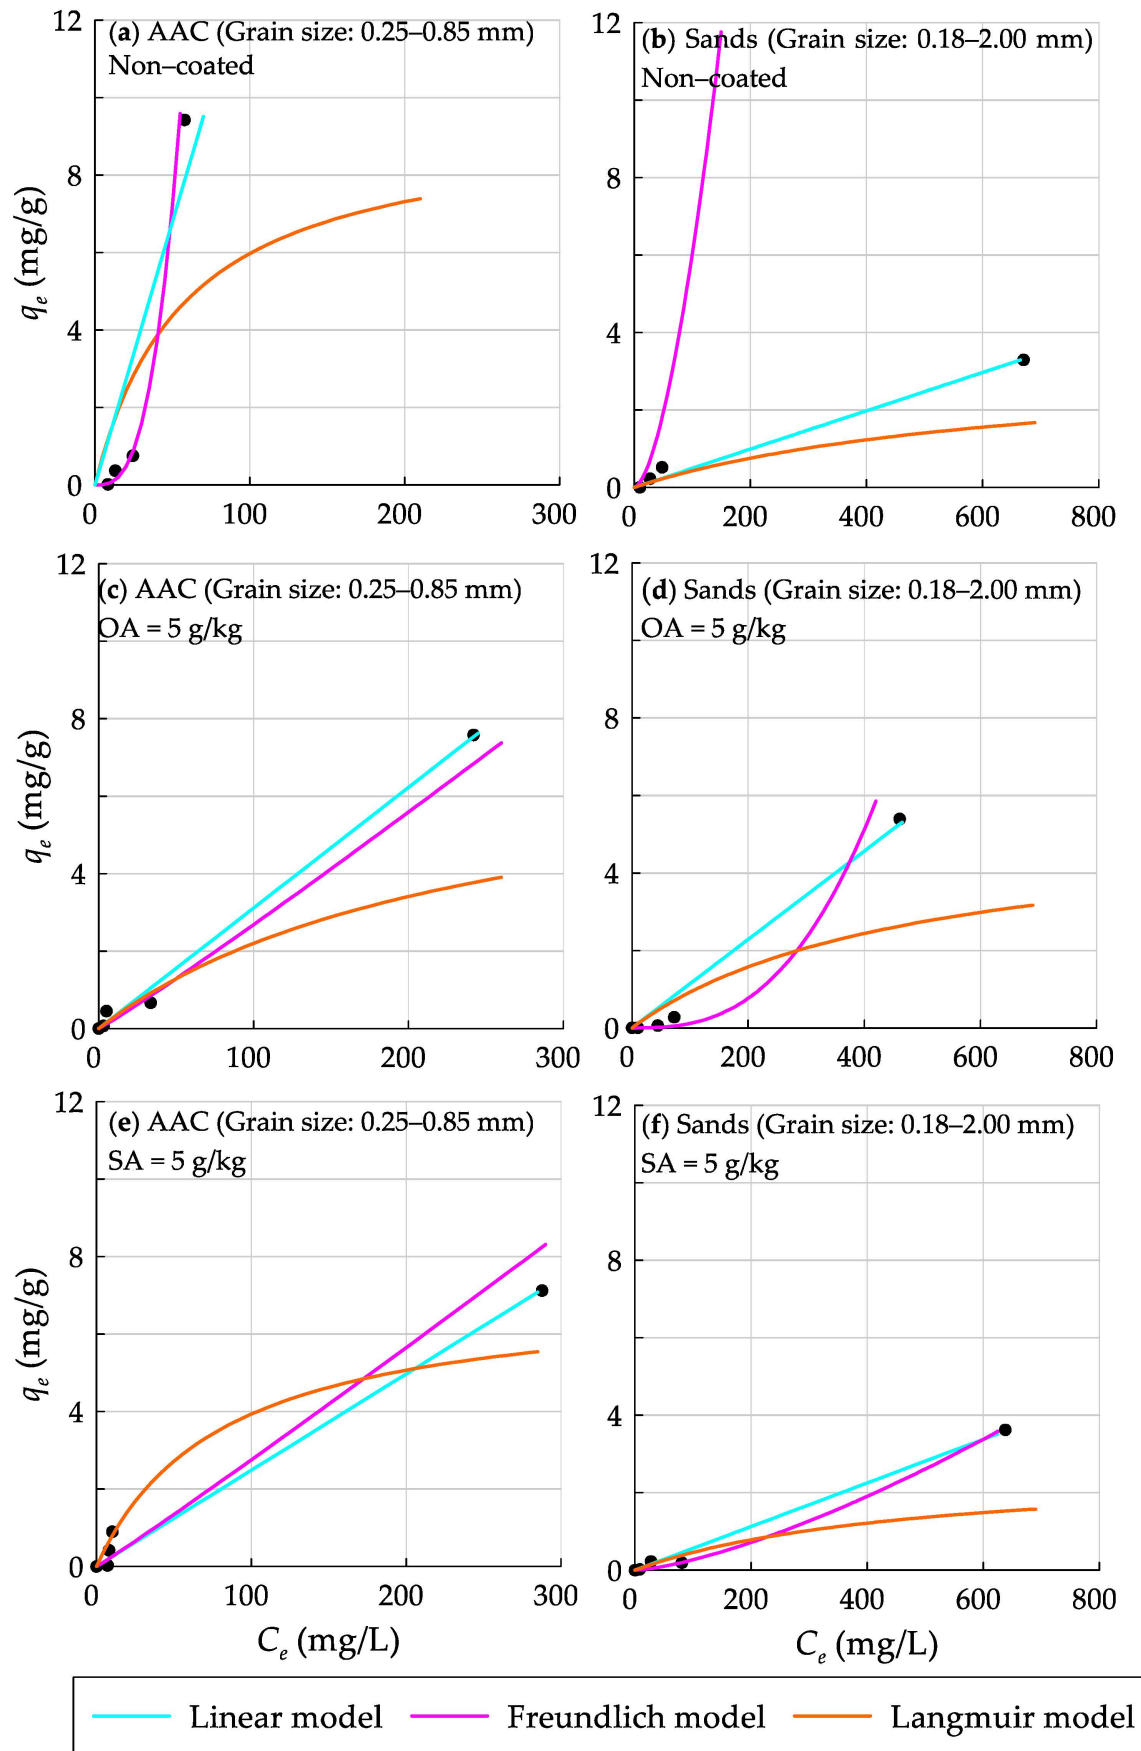 12
(a) AAC (Grain size: 0.25–0.85 mm)
Non–coated
8
4
0
0 100 200 300
qe (mg/g)
12
(b) Sands (Grain size: 0.18–2.00 mm)
Non–coated
8
4
0
0 200 400 600 800
12
(c) AAC (Grain size: 0.25–0.85 mm)
OA = 5 g/kg
8
4
0
0 100 200 300
qe (mg/g)
12
(d) Sands (Grain size: 0.18–2.00 mm)
OA = 5 g/kg
8
4
0
0 200 400 600 800
12
(e) AAC (Grain size: 0.25–0.85 mm)
SA = 5 g/kg
8
4
0
0 100 200 300
qe (mg/g)
Ce (mg/L)
12
(f) Sands (Grain size: 0.18–2.00 mm)
SA = 5 g/kg
8
4
0
0 200 400 600 800
Ce (mg/L)
Linear model Freundlich model Langmuir model